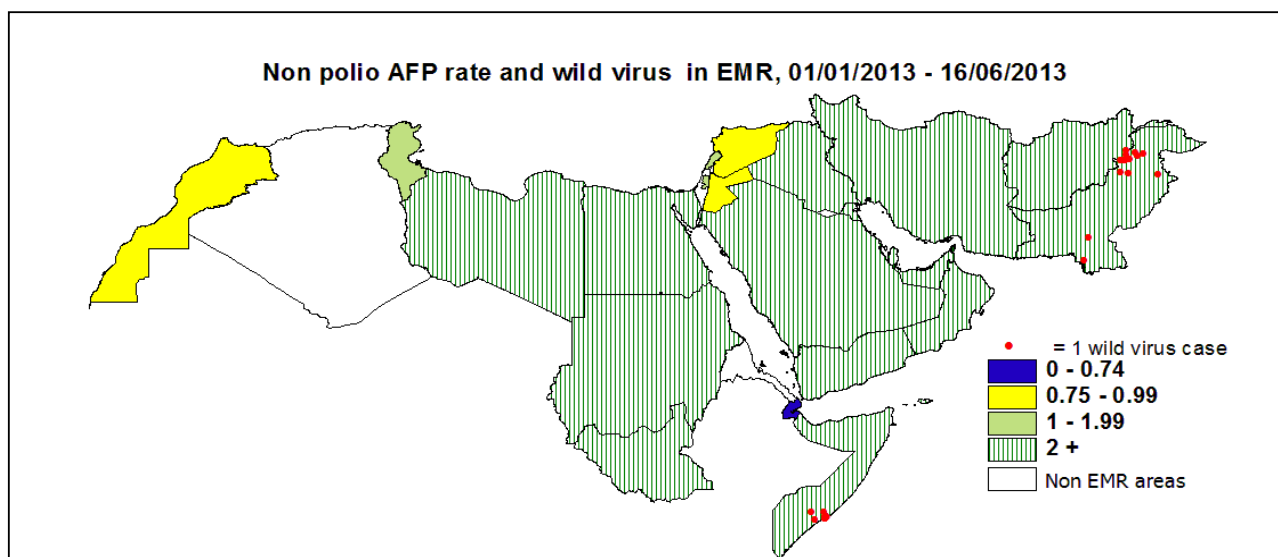 Non polio AFP rate and wild virus in EMR, 01/01/2013 - 16/06/2013
= 1 wild virus case
0 - 0.74
0.75 - 0.99
1 - 1.99
2 +
Non EMR areas